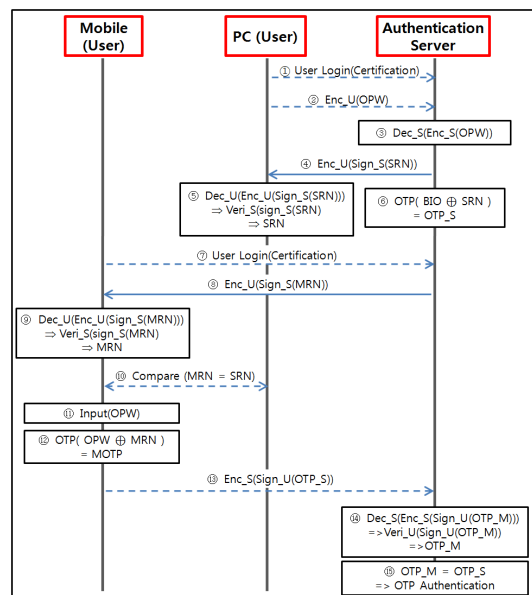 Mobile
(User)
PC (User)
Authentication
Server
① User Login(Certification)
② Enc_U(OPW)
③ Dec_S(Enc_S(OPW))
④ Enc_U(Sign_S(SRN))
⑤ Dec_U(Enc_U(Sign_S(SRN)))
⇒ Veri_S(sign_S(SRN)
⇒ SRN
⑥ OTP( BIO ⊕ SRN )
= OTP_S
⑦ User Login(Certification)
⑧ Enc_U(Sign_S(MRN))
⑨ Dec_U(Enc_U(Sign_S(MRN)))
⇒ Veri_S(sign_S(MRN)
⇒ MRN
⑩ Compare (MRN = SRN)
⑪ Input(OPW)
⑫ OTP( OPW ⊕ MRN )
= MOTP
⑬ Enc_S(Sign_U(OTP_S))
⑭ Dec_S(Enc_S(Sign_U(OTP_M)))
=>Veri_U(Sign_U(OTP_M))
=>OTP_M
⑮ OTP_M = OTP_S
=> OTP Authentication